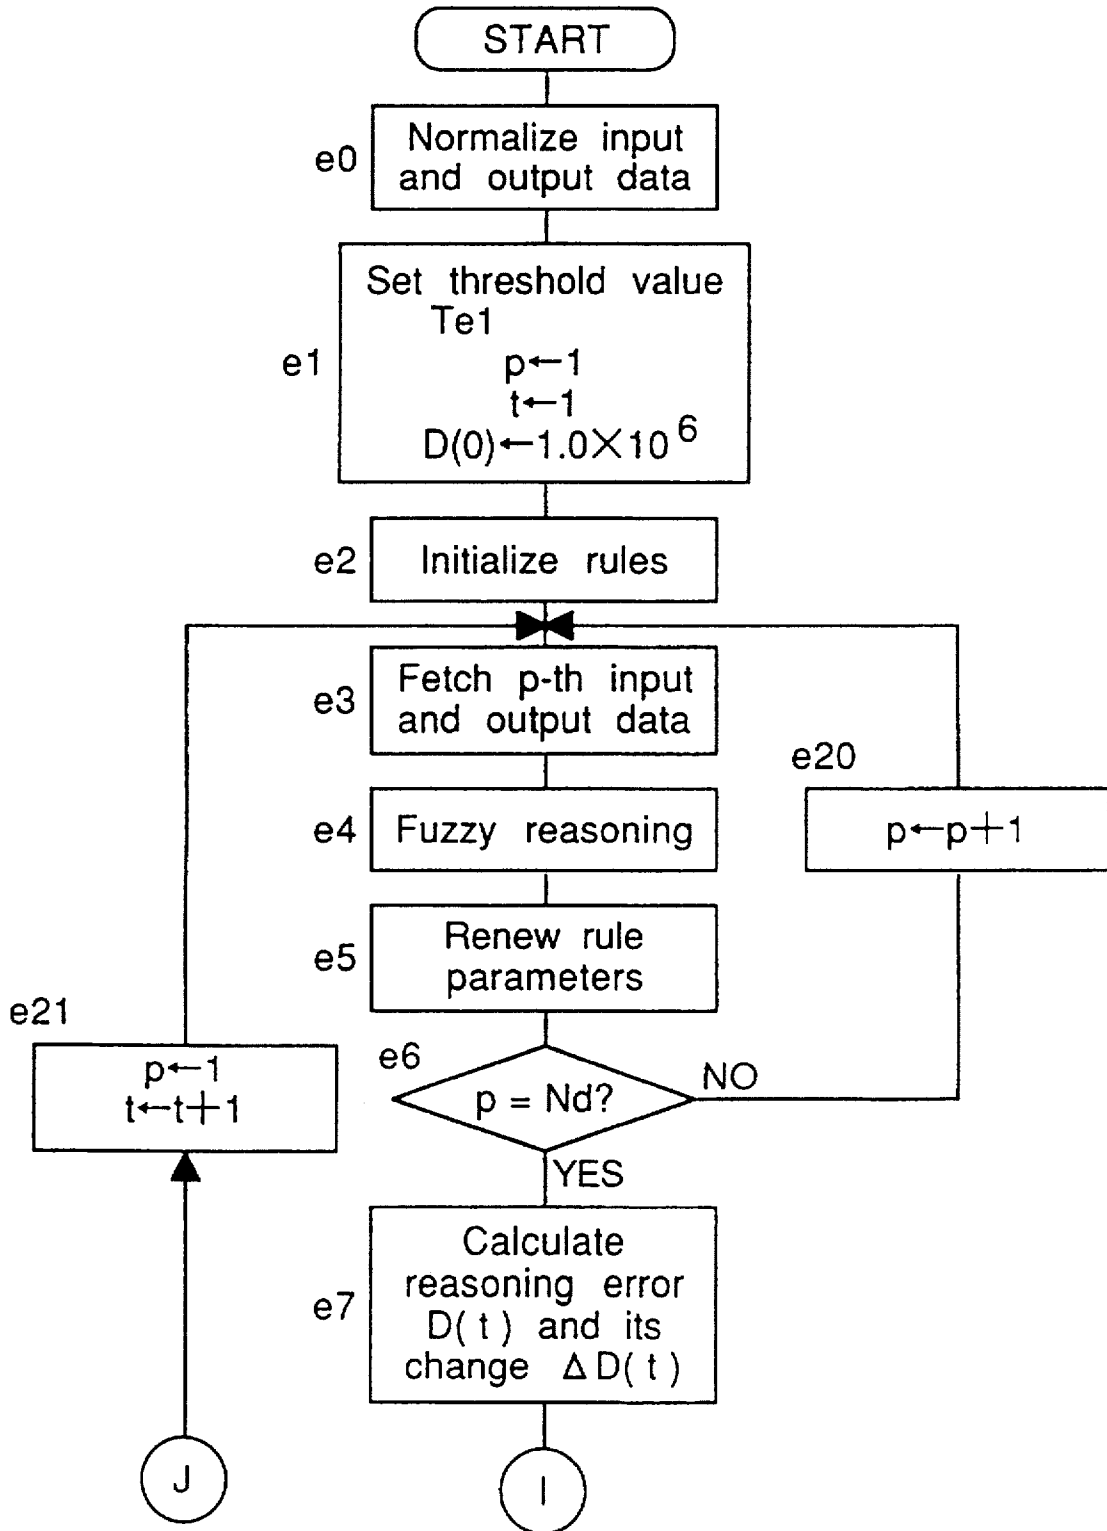 START
e0
Normalize input
and output data
e1
Set threshold value
Te1
p←1
t←1
D(0)←1.0×10^6
e2
Initialize rules
e3
Fetch p-th input
and output data
e20
p←p+1
e4
Fuzzy reasoning
e5
Renew rule
parameters
e21
p←1
t←t+1
e6
p = Nd?
NO
YES
e7
Calculate
reasoning error
D( t ) and its
change Δ D( t )
J
I